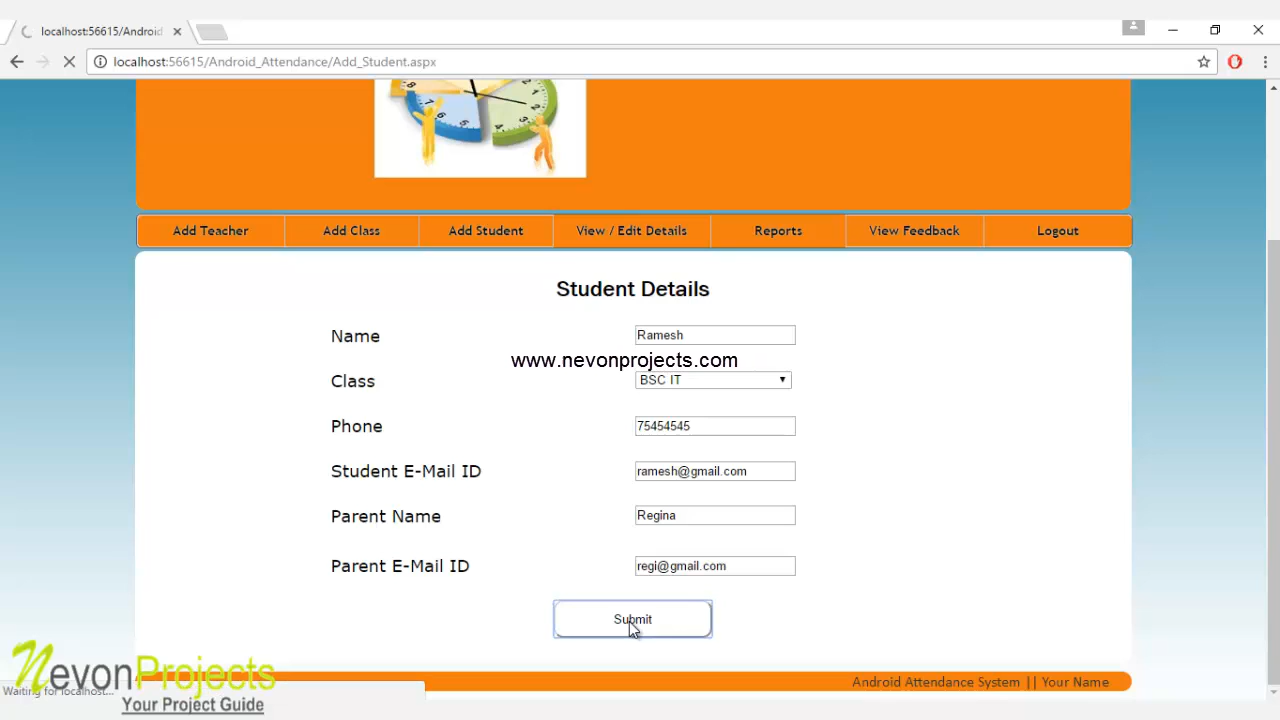 localhost:56615/Android
localhost:56615/Android_Attendance/Add_Student.aspx
Add Teacher Add Class Add Student View / Edit Details Reports View Feedback Logout
Student Details
Name Ramesh
www.nevonprojects.com
Class BSC IT
Phone 75454545
Student E-Mail ID ramesh@gmail.com
Parent Name Regina
Parent E-Mail ID regi@gmail.com
Submit
NevonProjects
Waiting for localhost...
Your Project Guide
Android Attendance System || Your Name